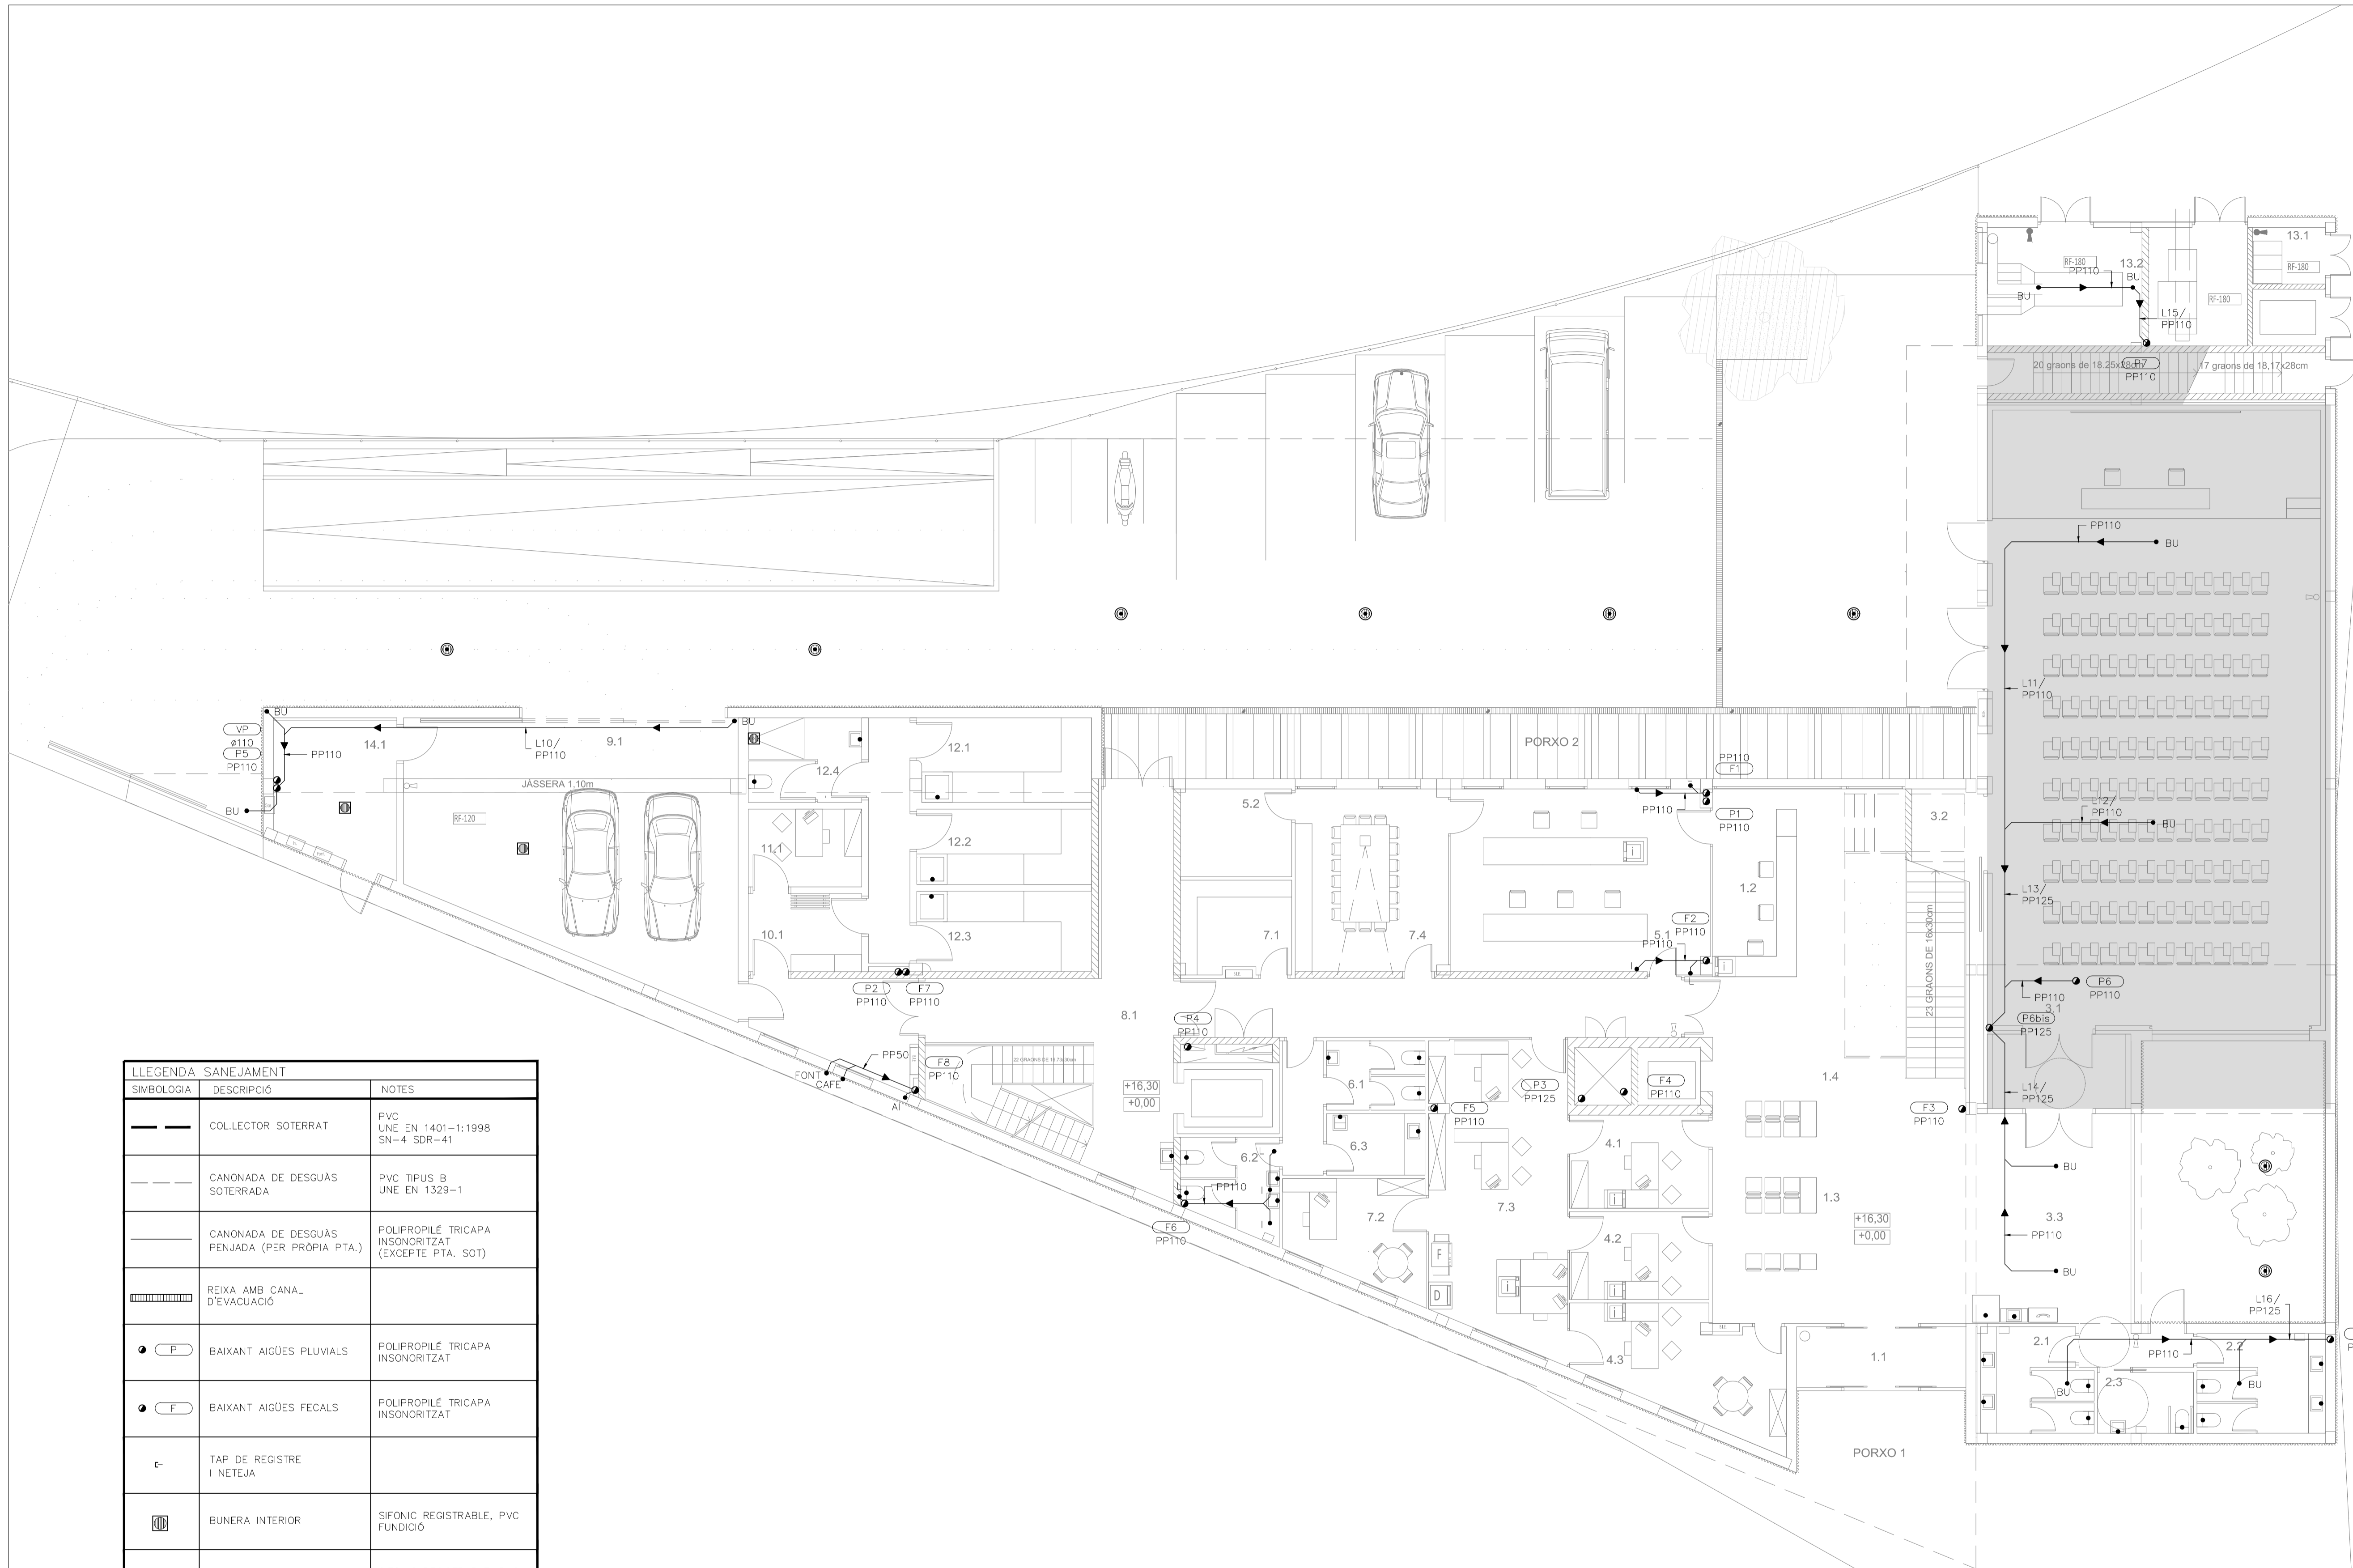 13.1
RF-180
13.2
PP110
BU
RF-180
BU
RF-180
L15/
PP110
P7
20 graons de 18.25x28cm
17 graons de 18,17x28cm
PP110
PP110
BU
L11/
PP110
BU
BU
VP
ø110
P5
PP110
PP110
14.1
L10/
PP110
9.1
12.1
12.4
PORXO 2
PP110
F1
JÀSSERA 1,10m
BU
RF-120
5.2
L
I
PP110
P1
PP110
3.2
L12/
PP110
BU
11.1
12.2
1.2
L13/
PP125
10.1
12.3
7.1
7.4
F2
PP110
PP110
5.1
I
L
23 GRAONS DE 16x30cm
P2
PP110
F7
PP110
P6
PP110
PP110
3.1
P6bis
PP125
8.1
P4
PP110
PP50
F8
PP110
FONT
CAFE
AI
+16,30
+0,00
6.1
P3
PP125
F4
PP110
1.4
F5
PP110
F3
PP110
L14/
PP125
4.1
6.2
6.3
L
PP110
I
I
BU
F6
PP110
7.2
7.3
1.3
4.2
+16,30
+0,00
3.3
PP110
BU
F
D
L16/
PP125
2.1
PP110
2.2
4.3
1.1
2.3
BU
BU
PORXO 1
LLEGENDA SANEJAMENT
SIMBOLOGIA DESCRIPCIÓ NOTES
COL.LECTOR SOTERRAT
PVC
UNE EN 1401-1:1998
SN-4 SDR-41
CANONADA DE DESGUÀS
SOTERRADA
PVC TIPUS B
UNE EN 1329-1
CANONADA DE DESGUÀS
PENJADA (PER PRÒPIA PTA.)
POLIPROPILÉ TRICAPA
INSONORITZAT
(EXCEPTE PTA. SOT)
REIXA AMB CANAL
D'EVACUACIÓ
P
BAIXANT AIGÜES PLUVIALS
POLIPROPILÉ TRICAPA
INSONORITZAT
F
BAIXANT AIGÜES FECALS
POLIPROPILÉ TRICAPA
INSONORITZAT
TAP DE REGISTRE
I NETEJA
BUNERA INTERIOR
SIFONIC REGISTRABLE, PVC
FUNDICIÓ